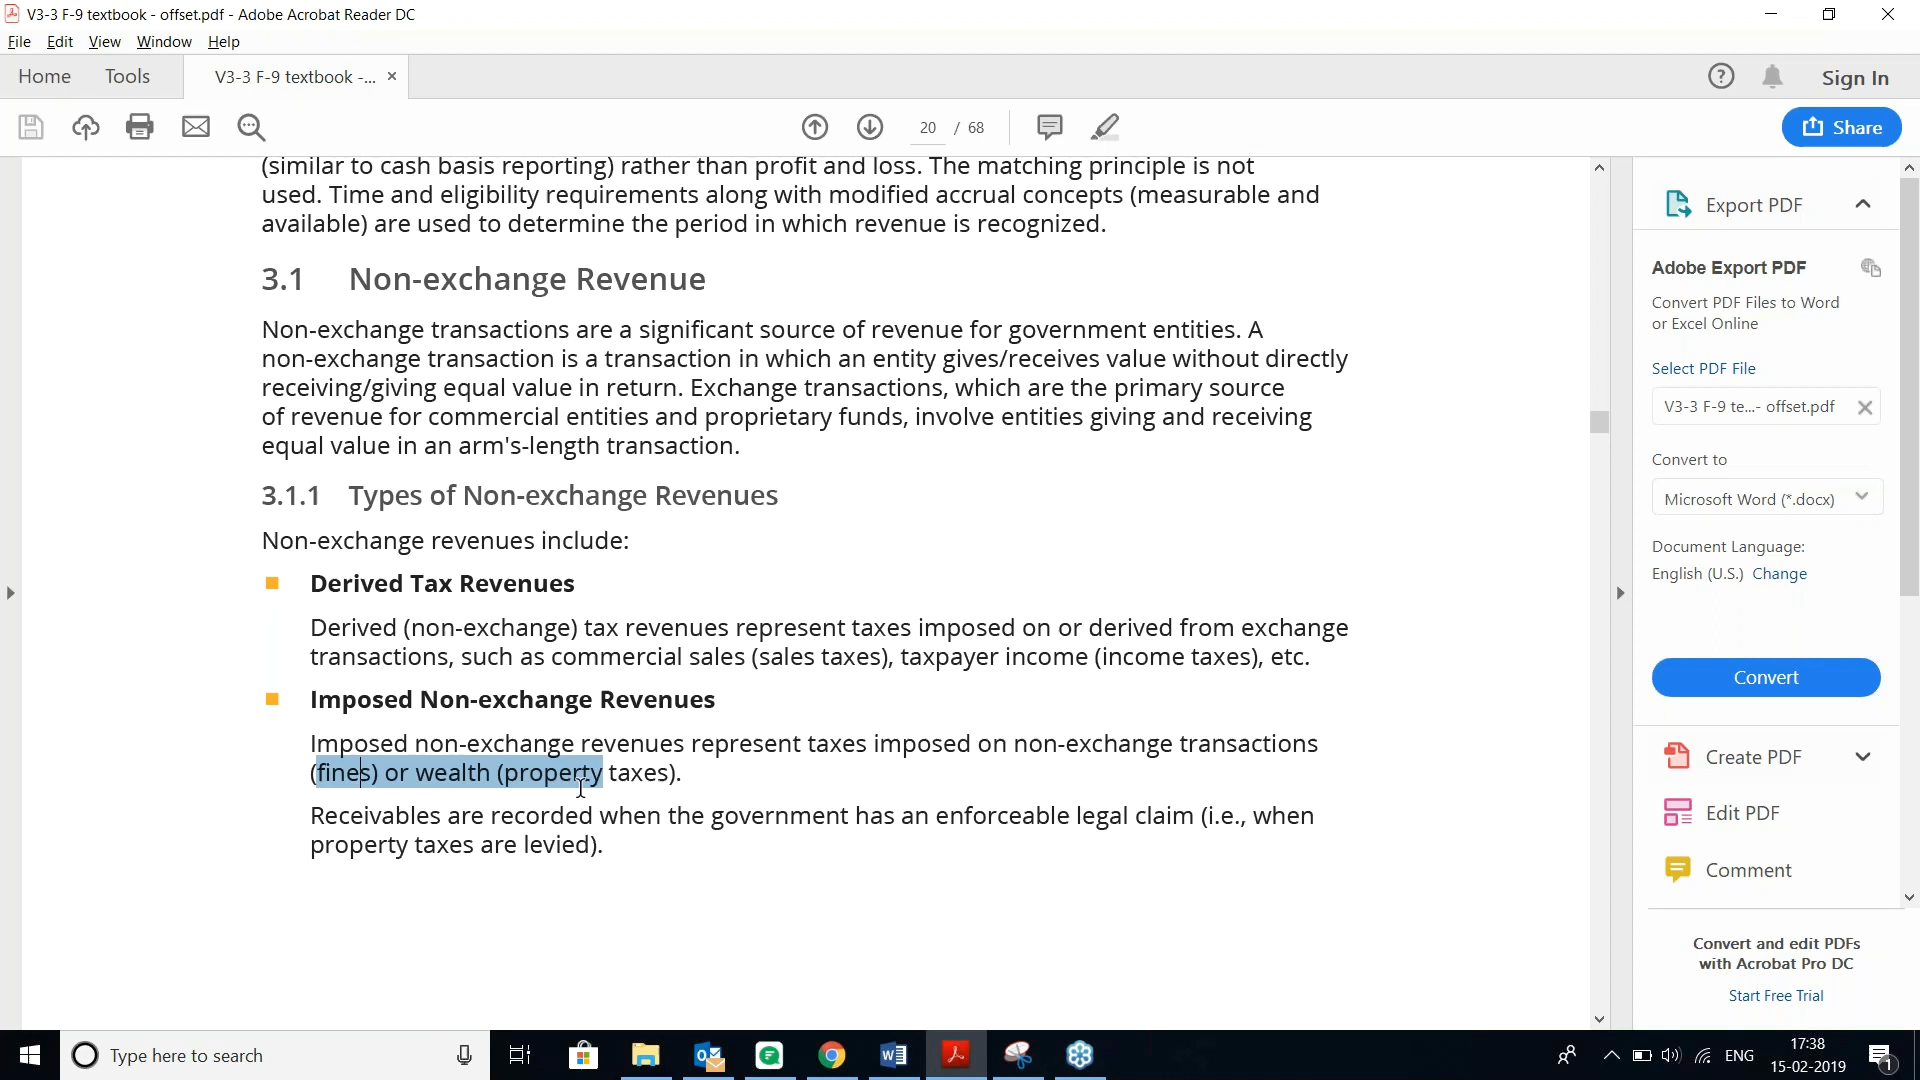 V3-3 F-9 textbook - offset.pdf - Adobe Acrobat Reader DC
File Edit View Window Help
Home Tools V3-3 F-9 textbook -... × Sign In
20 / 68 Share
(similar to cash basis reporting) rather than profit and loss. The matching principle is not
used. Time and eligibility requirements along with modified accrual concepts (measurable and
available) are used to determine the period in which revenue is recognized.
3.1 Non-exchange Revenue
Non-exchange transactions are a significant source of revenue for government entities. A
non-exchange transaction is a transaction in which an entity gives/receives value without directly
receiving/giving equal value in return. Exchange transactions, which are the primary source
of revenue for commercial entities and proprietary funds, involve entities giving and receiving
equal value in an arm's-length transaction.
3.1.1 Types of Non-exchange Revenues
Non-exchange revenues include:
Derived Tax Revenues
Derived (non-exchange) tax revenues represent taxes imposed on or derived from exchange
transactions, such as commercial sales (sales taxes), taxpayer income (income taxes), etc.
Imposed Non-exchange Revenues
Imposed non-exchange revenues represent taxes imposed on non-exchange transactions
(fines) or wealth (property taxes).
Receivables are recorded when the government has an enforceable legal claim (i.e., when
property taxes are levied).
Export PDF
Adobe Export PDF
Convert PDF Files to Word
or Excel Online
Select PDF File
V3-3 F-9 te...- offset.pdf
Convert to
Microsoft Word (*.docx)
Document Language:
English (U.S.) Change
Convert
Create PDF
Edit PDF
Comment
Convert and edit PDFs
with Acrobat Pro DC
Start Free Trial
Type here to search
ENG
17:38
15-02-2019
1